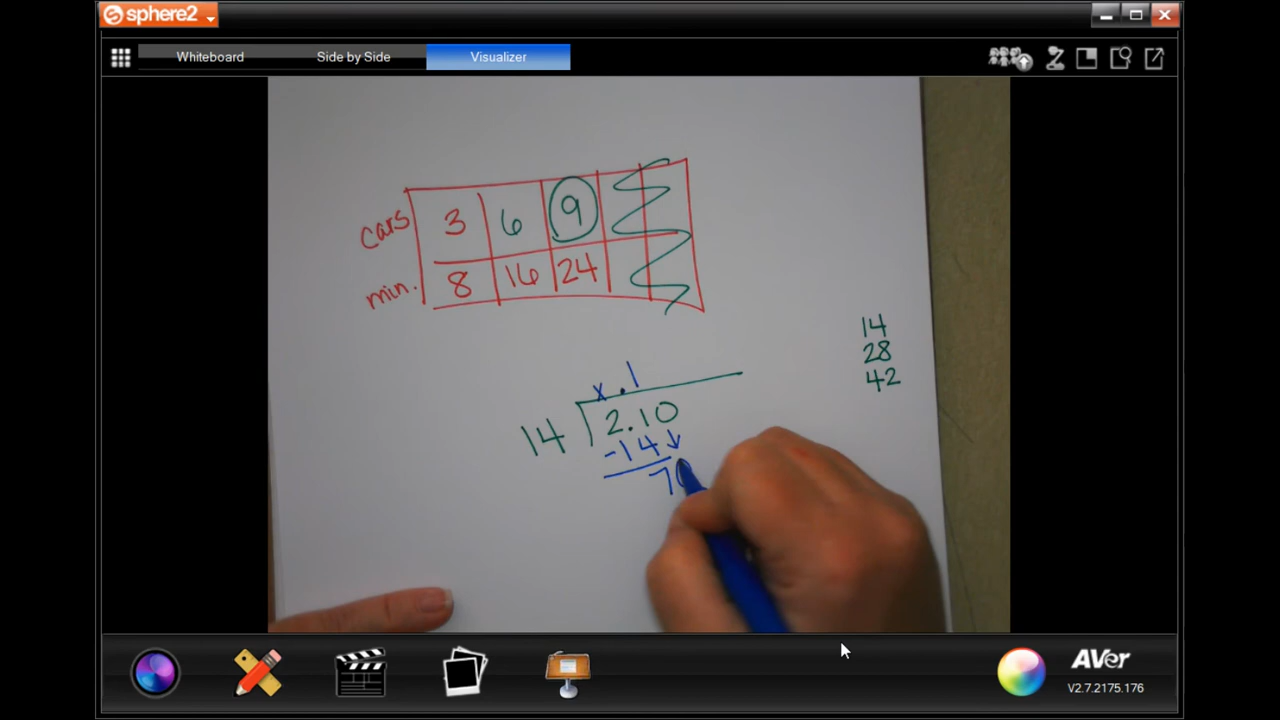 sphere2
Whiteboard Side by Side Visualizer
cars 3 6 9
min. 8 16 24
14
28
42
x .1
14 2.10
-14↓
70
AVer
V2.7.2175.176